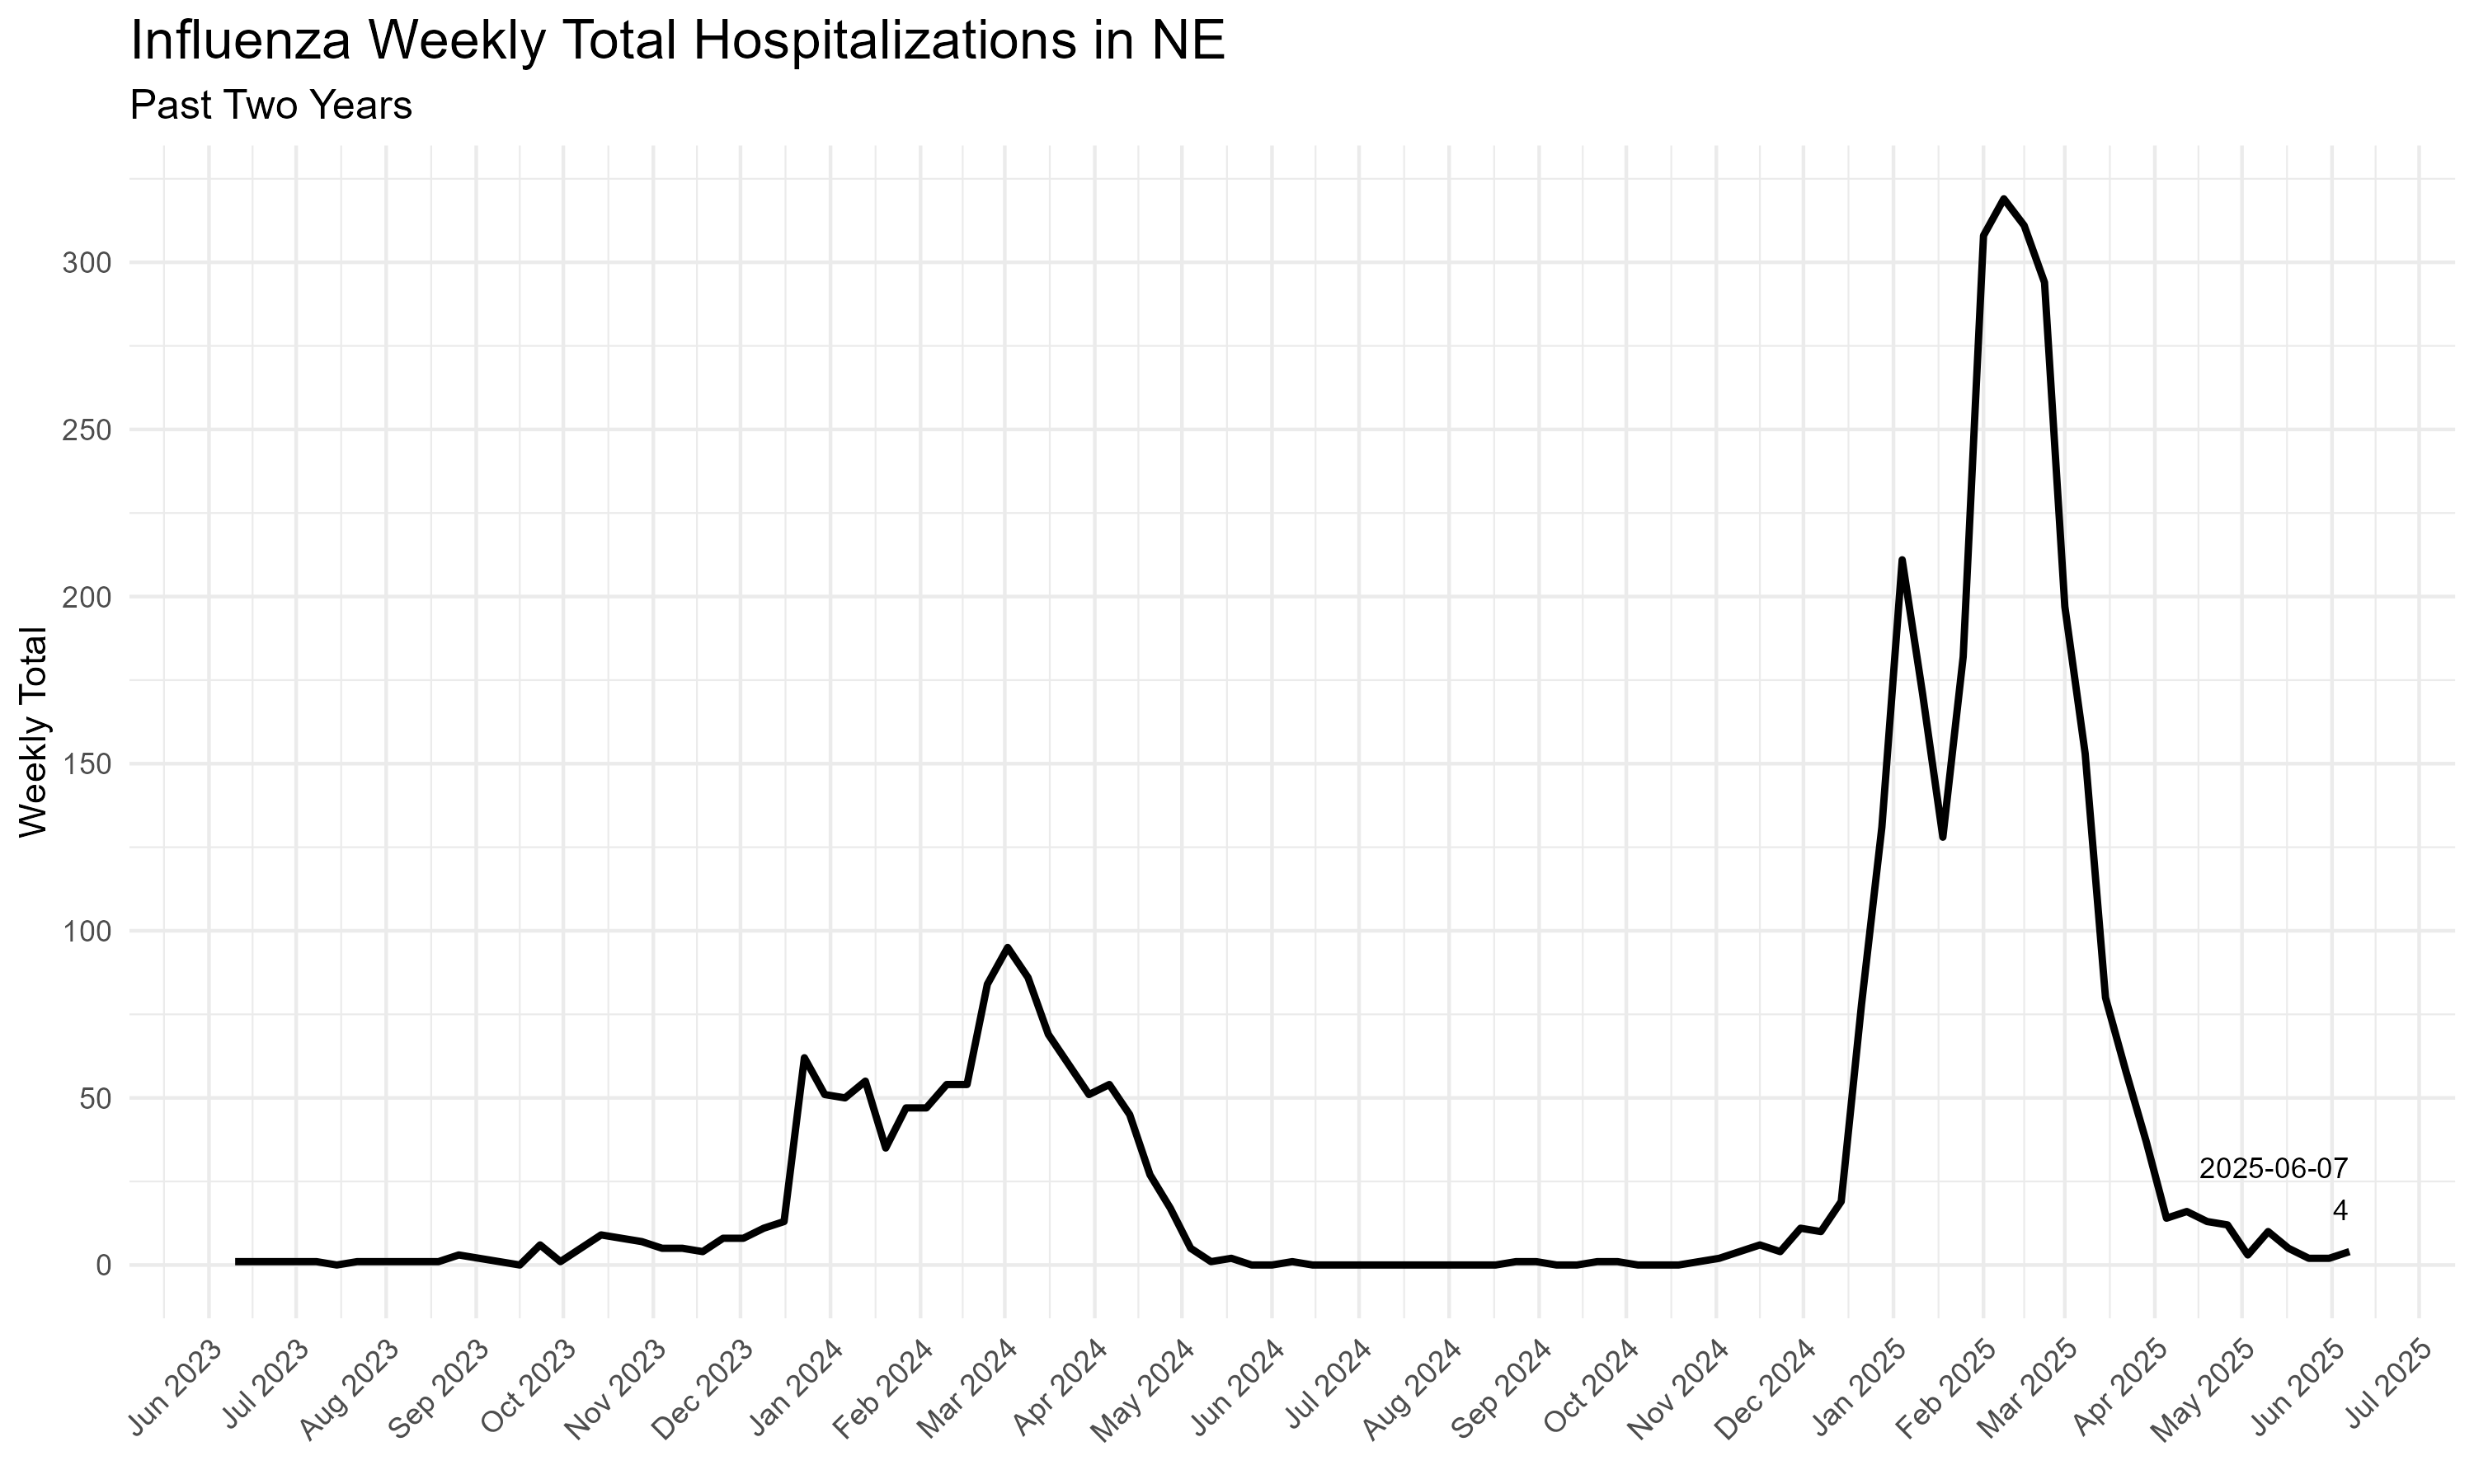 Influenza Weekly Total Hospitalizations in NE
Past Two Years
Weekly Total
300
250
200
150
100
50
0
2025-06-07
4
Jun 2023
Jul 2023
Aug 2023
Sep 2023
Oct 2023
Nov 2023
Dec 2023
Jan 2024
Feb 2024
Mar 2024
Apr 2024
May 2024
Jun 2024
Jul 2024
Aug 2024
Sep 2024
Oct 2024
Nov 2024
Dec 2024
Jan 2025
Feb 2025
Mar 2025
Apr 2025
May 2025
Jun 2025
Jul 2025